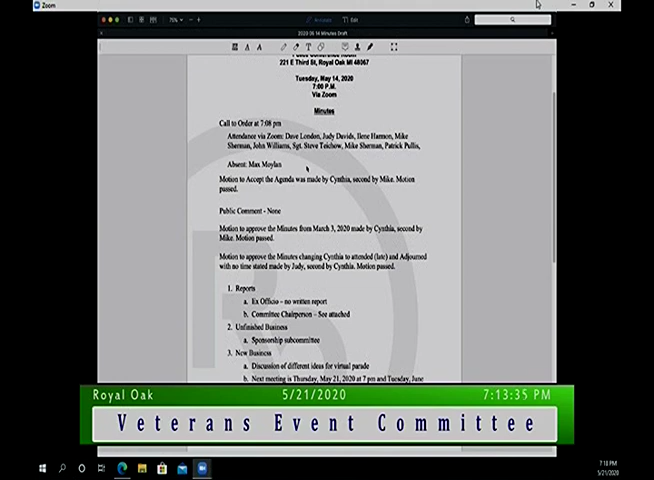 Zoom
75%
Annotate
Edit
2020 05 14 Minutes Draft
221 E Third St, Royal Oak MI 48067
Tuesday, May 14, 2020
7:00 P.M.
Via Zoom
Minutes
Call to Order at 7:08 pm
Attendance via Zoom: Dave London, Judy Davids, Ilene Harmon, Mike
Sherman, John Williams, Sgt. Steve Teichow, Mike Sherman, Patrick Pullis,
Absent: Max Moylan
Motion to Accept the Agenda was made by Cynthia, second by Mike. Motion
passed.
Public Comment - None
Motion to approve the Minutes from March 3, 2020 made by Cynthia, second by
Mike. Motion passed.
Motion to approve the Minutes changing Cynthia to attended (late) and Adjourned
with no time stated made by Judy, second by Cynthia. Motion passed.
1. Reports
a. Ex Officio - no written report
b. Committee Chairperson - See attached
2. Unfinished Business
a. Sponsorship subcommittee
3. New Business
a. Discussion of different ideas for virtual parade
b. Next meeting is Thursday, May 21, 2020 at 7 pm and Tuesday, June
Royal Oak 5/21/2020 7:13:35 PM
Veterans Event Committee
7:18 PM
5/21/2020